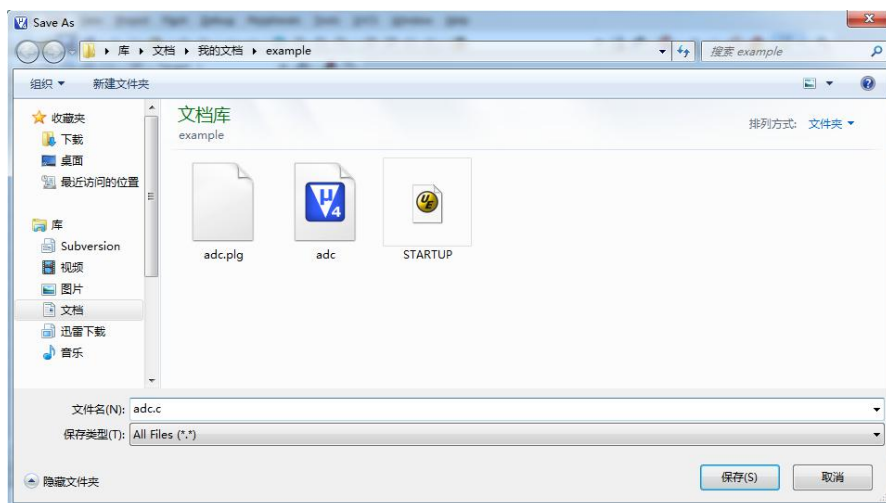 Save As
库 ▸ 文档 ▸ 我的文档 ▸ example
搜索 example
组织 新建文件夹
收藏夹
下载
桌面
最近访问的位置
库
Subversion
视频
图片
文档
迅雷下载
音乐
文档库
example
排列方式: 文件夹
adc.plg
adc
STARTUP
文件名(N): adc.c
保存类型(T): All Files (*.*)
隐藏文件夹
保存(S) 取消